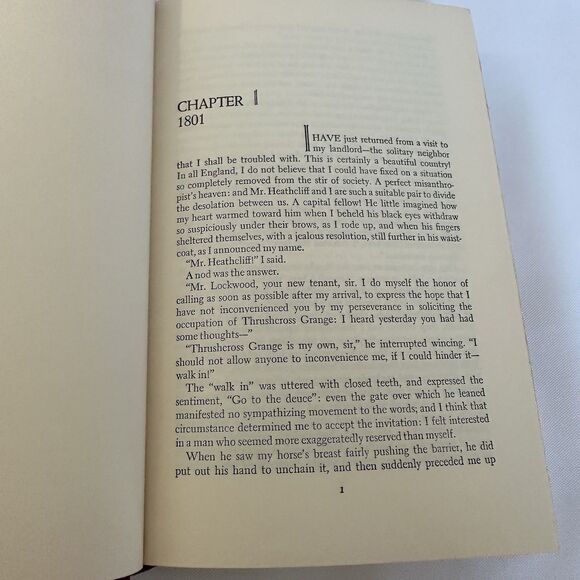 CHAPTER 1
1801
I HAVE just returned from a visit to
my landlord—the solitary neighbor
that I shall be troubled with. This is certainly a beautiful country!
In all England, I do not believe that I could have fixed on a situation
so completely removed from the stir of society. A perfect misanthro-
pist's heaven: and Mr. Heathcliff and I are such a suitable pair to divide
the desolation between us. A capital fellow! He little imagined how
my heart warmed toward him when I beheld his black eyes withdraw
so suspiciously under their brows, as I rode up, and when his fingers
sheltered themselves, with a jealous resolution, still further in his waist-
coat, as I announced my name.
"Mr. Heathcliff!" I said.
A nod was the answer.
"Mr. Lockwood, your new tenant, sir. I do myself the honor of
calling as soon as possible after my arrival, to express the hope that I
have not inconvenienced you by my perseverance in soliciting the
occupation of Thrushcross Grange: I heard yesterday you had had
some thoughts—"
"Thrushcross Grange is my own, sir," he interrupted wincing. "I
should not allow anyone to inconvenience me, if I could hinder it—
walk in!"
The "walk in" was uttered with closed teeth, and expressed the
sentiment, "Go to the deuce": even the gate over which he leaned
manifested no sympathizing movement to the words; and I think that
circumstance determined me to accept the invitation: I felt interested
in a man who seemed more exaggeratedly reserved than myself.
When he saw my horse's breast fairly pushing the barrier, he did
put out his hand to unchain it, and then suddenly preceded me up
1